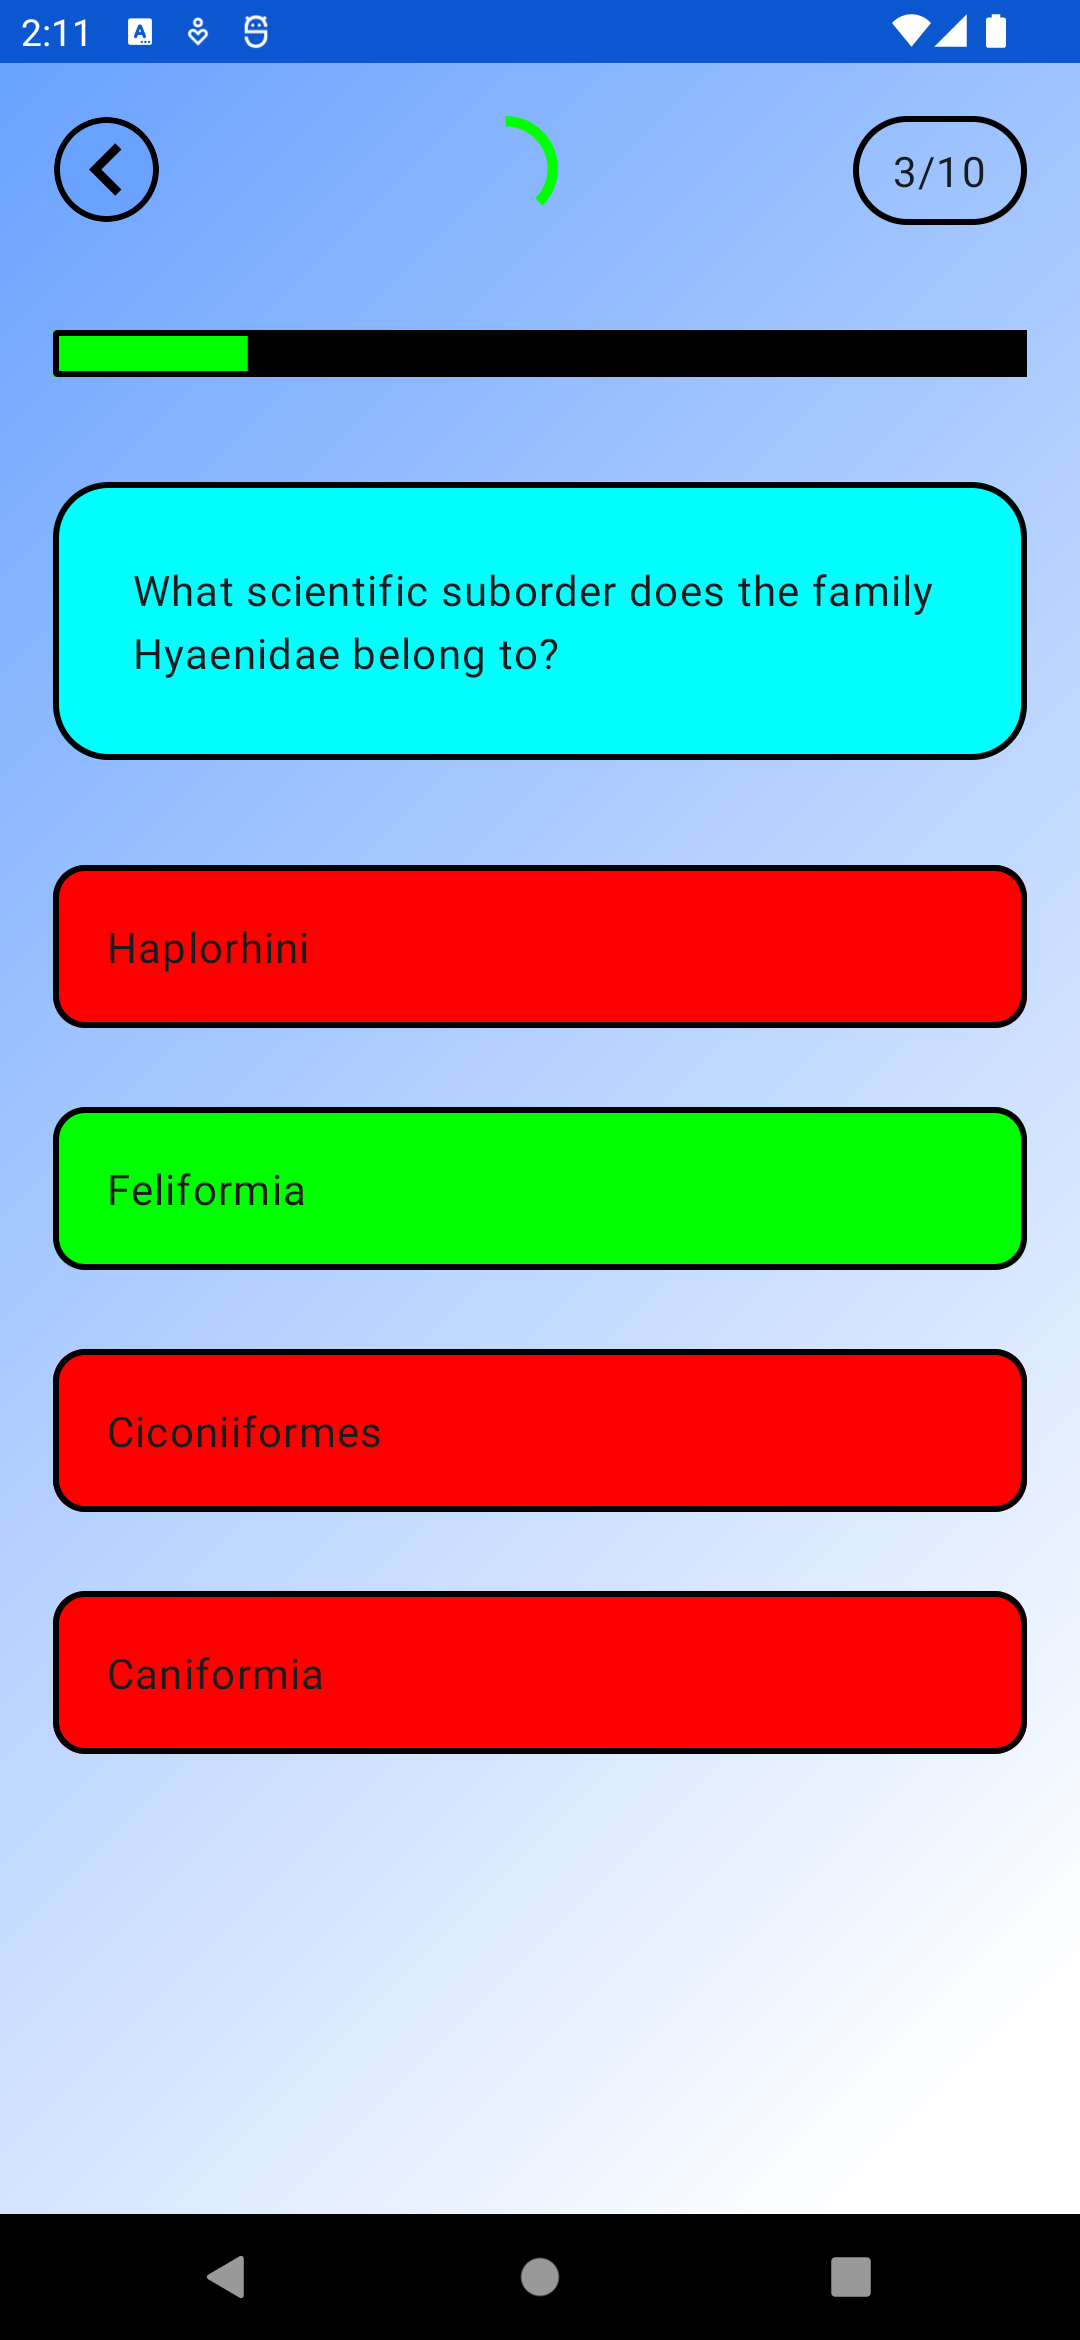 2:11
3/10
What scientific suborder does the family
Hyaenidae belong to?
Haplorhini
Feliformia
Ciconiiformes
Caniformia